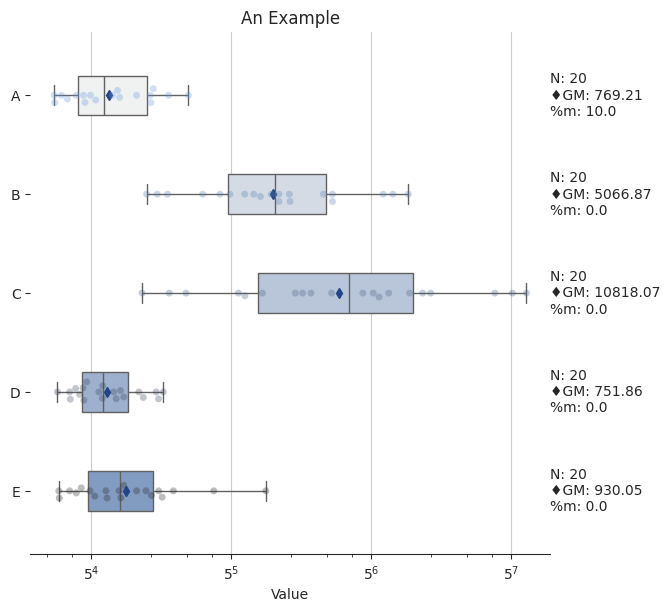 An Example
A
N: 20
♦GM: 769.21
%m: 10.0
B
N: 20
♦GM: 5066.87
%m: 0.0
C
N: 20
♦GM: 10818.07
%m: 0.0
D
N: 20
♦GM: 751.86
%m: 0.0
E
N: 20
♦GM: 930.05
%m: 0.0
5⁴ 5⁵ 5⁶ 5⁷
Value